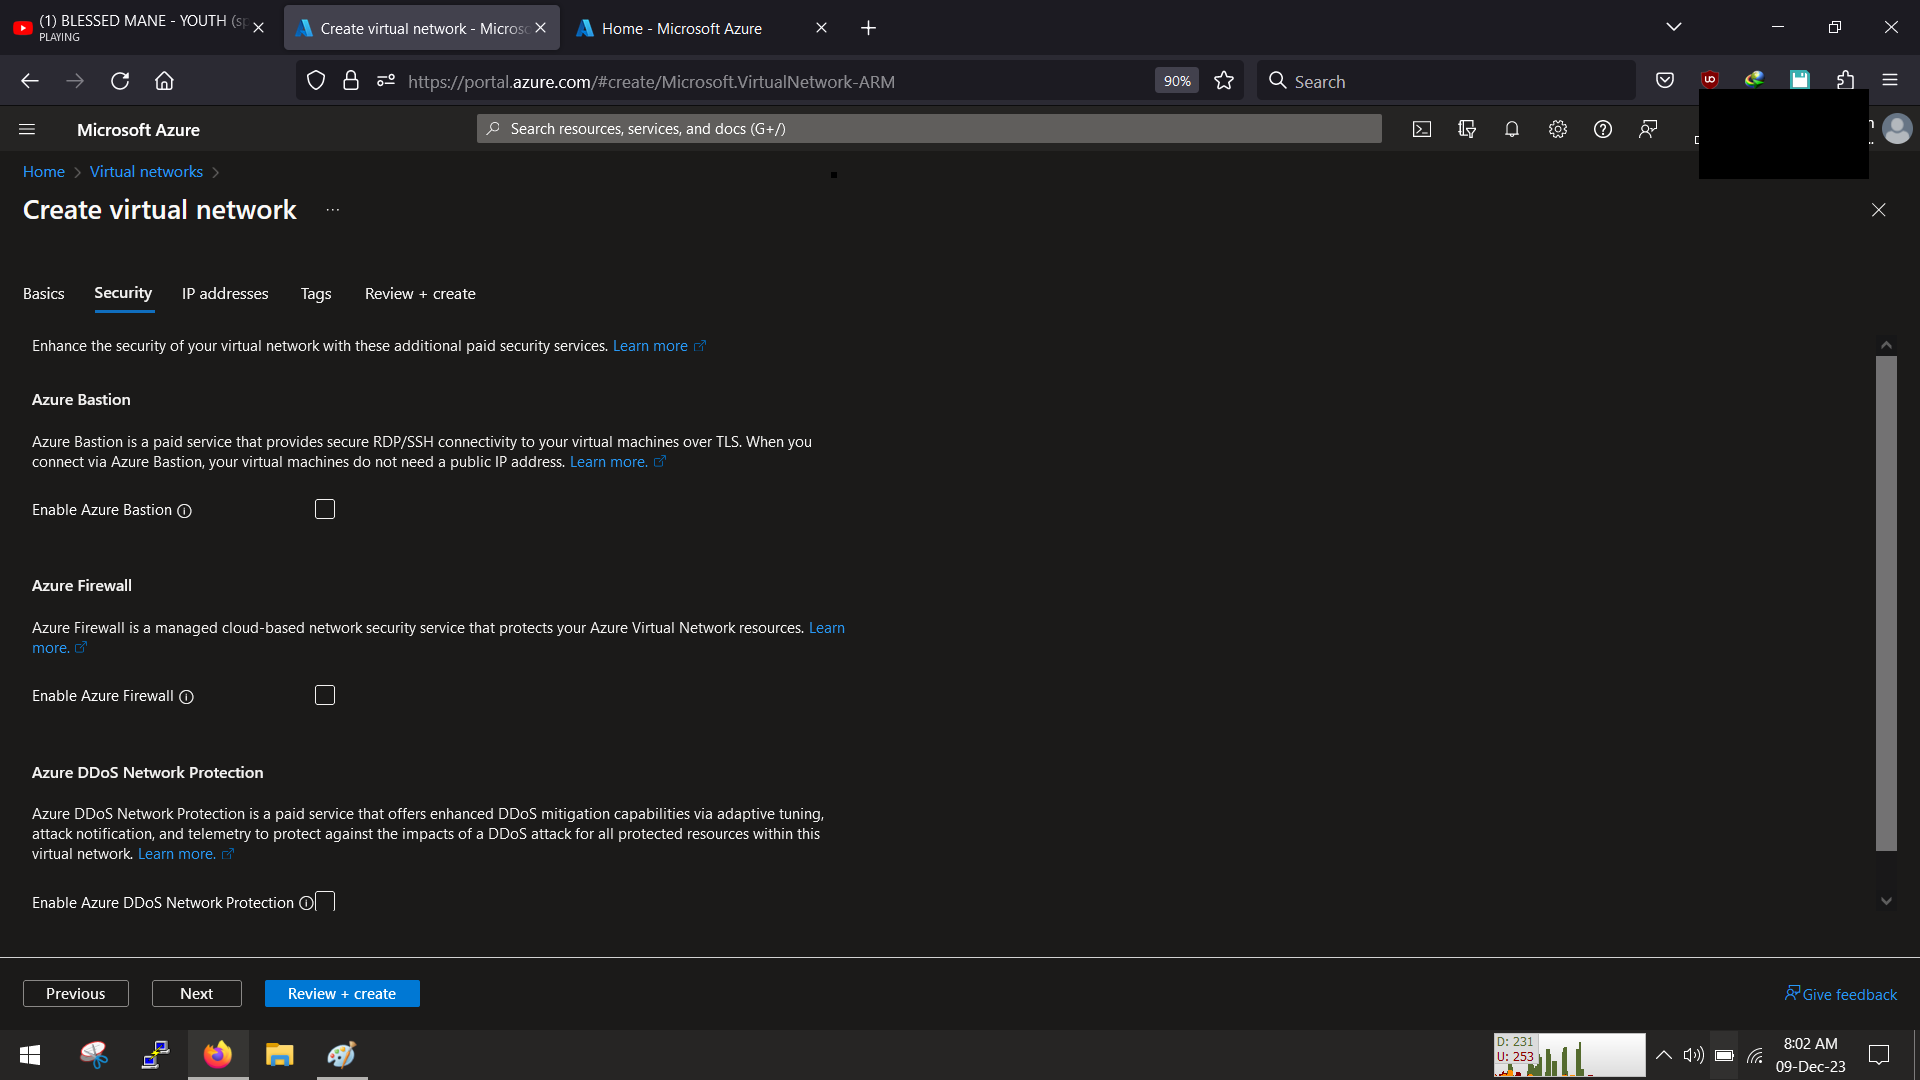 (1) BLESSED MANE - YOUTH (sp
PLAYING
Create virtual network - Microso
Home - Microsoft Azure
https://portal.azure.com/#create/Microsoft.VirtualNetwork-ARM
90%
Search
Microsoft Azure
Search resources, services, and docs (G+/)
Home > Virtual networks >
Create virtual network ...
Basics
Security
IP addresses
Tags
Review + create
Enhance the security of your virtual network with these additional paid security services. Learn more
Azure Bastion
Azure Bastion is a paid service that provides secure RDP/SSH connectivity to your virtual machines over TLS. When you
connect via Azure Bastion, your virtual machines do not need a public IP address. Learn more.
Enable Azure Bastion
Azure Firewall
Azure Firewall is a managed cloud-based network security service that protects your Azure Virtual Network resources. Learn
more.
Enable Azure Firewall
Azure DDoS Network Protection
Azure DDoS Network Protection is a paid service that offers enhanced DDoS mitigation capabilities via adaptive tuning,
attack notification, and telemetry to protect against the impacts of a DDoS attack for all protected resources within this
virtual network. Learn more.
Enable Azure DDoS Network Protection
Previous
Next
Review + create
Give feedback
D: 231
U: 253
8:02 AM
09-Dec-23